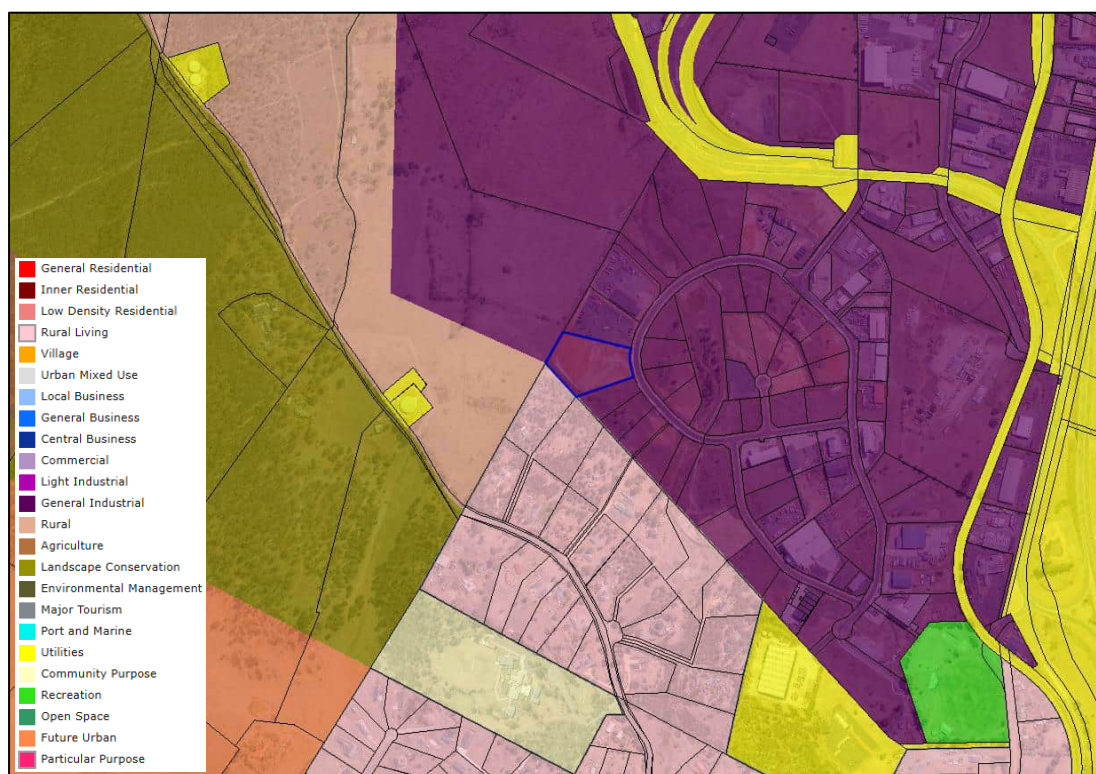 General Residential
Inner Residential
Low Density Residential
Rural Living
Village
Urban Mixed Use
Local Business
General Business
Central Business
Commercial
Light Industrial
General Industrial
Rural
Agriculture
Landscape Conservation
Environmental Management
Major Tourism
Port and Marine
Utilities
Community Purpose
Recreation
Open Space
Future Urban
Particular Purpose